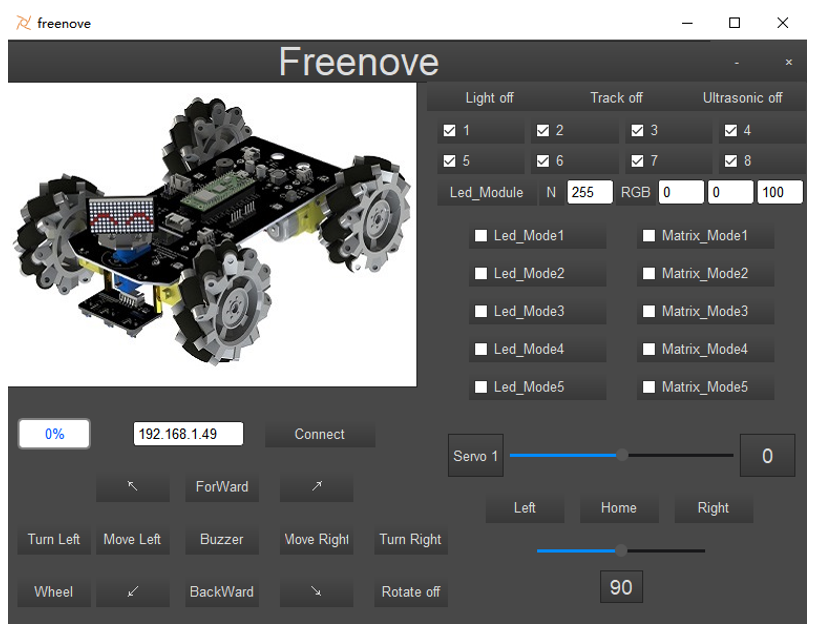 freenove
Freenove
- ×
Light off Track off Ultrasonic off
1 2 3 4
5 6 7 8
Led_Module N 255 RGB 0 0 100
Led_Mode1 Matrix_Mode1
Led_Mode2 Matrix_Mode2
Led_Mode3 Matrix_Mode3
Led_Mode4 Matrix_Mode4
Led_Mode5 Matrix_Mode5
0% 192.168.1.49 Connect
Servo 1 0
↖ ForWard ↗
Left Home Right
Turn Left Move Left Buzzer Move Right Turn Right
Wheel ↙ BackWard ↘ Rotate off
90